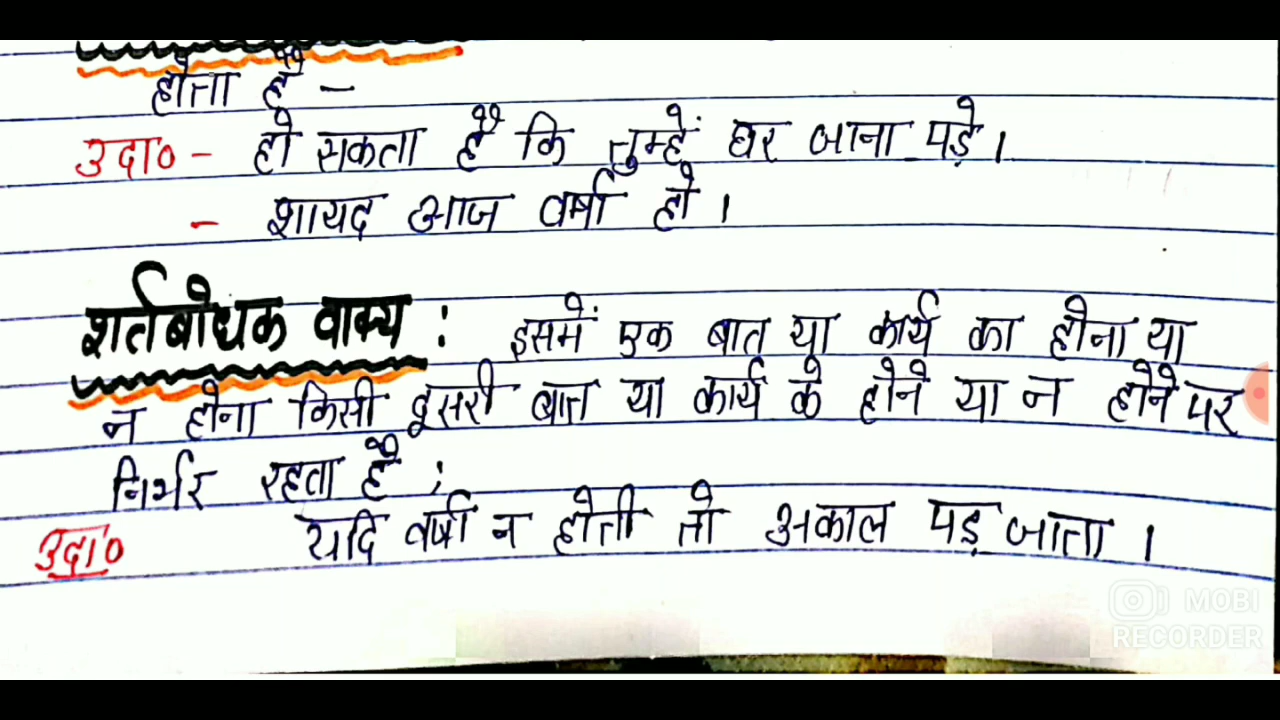 होता है -
उदा० - हो सकता है कि तुम्हें घर जाना पड़े।
- शायद आज वर्षा हो।
शर्तबोधक वाक्य : इसमें एक बात या कार्य का होना या
न होना किसी दूसरी बात या कार्य के होने या न होने पर
निर्भर रहता है :
उदा० यदि वर्षा न होती तो अकाल पड़ जाता।
MOBI
RECORDER